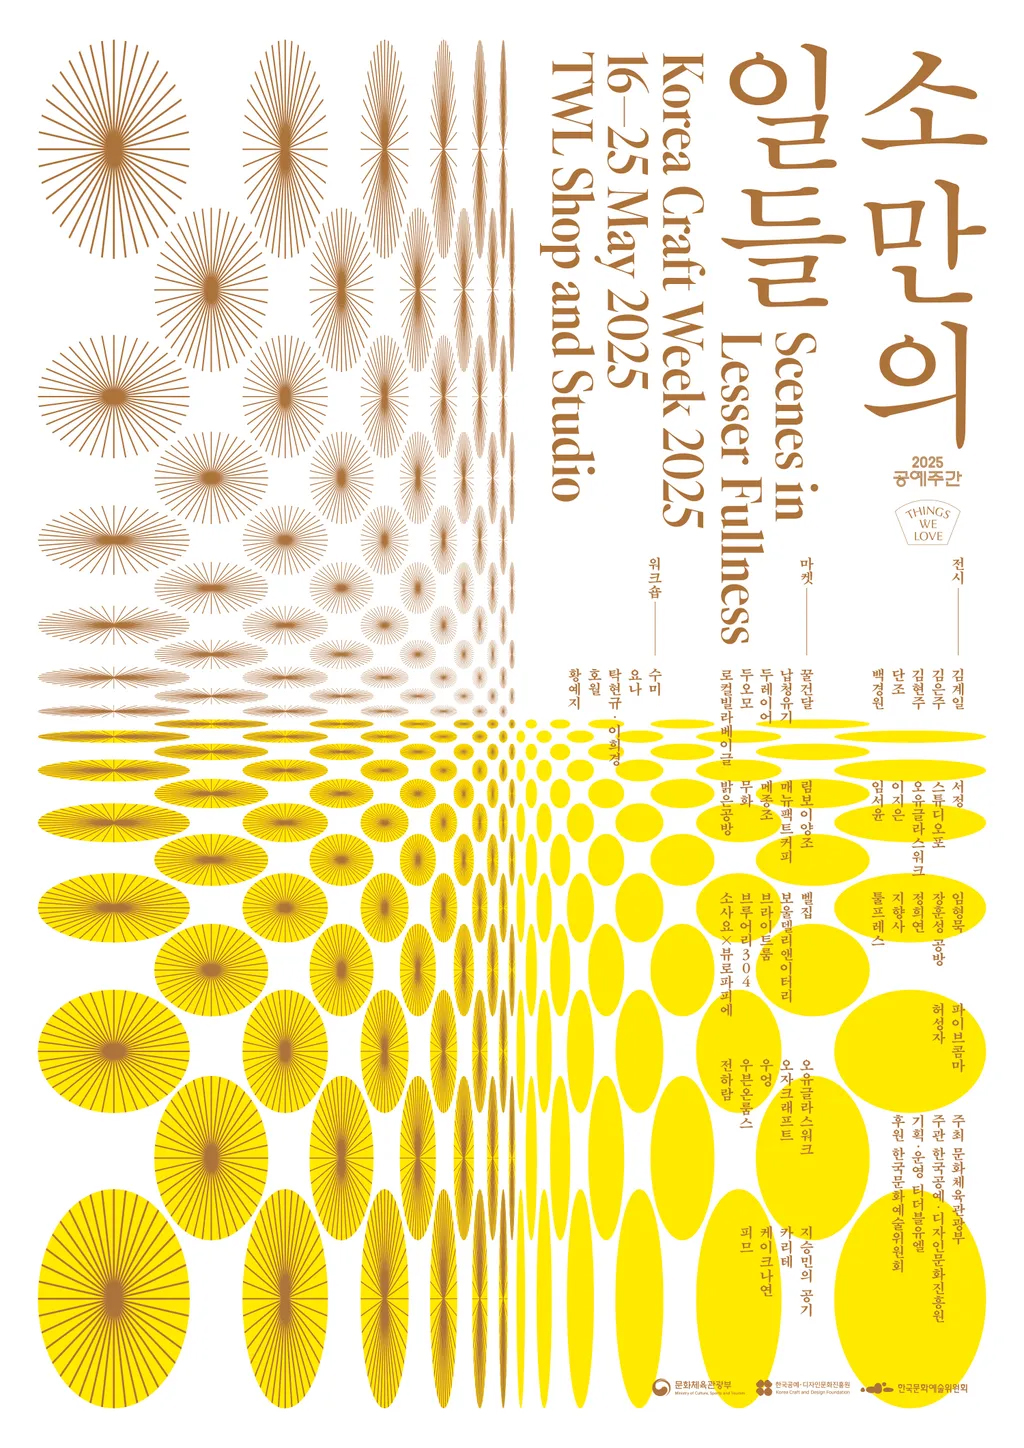 소만의
일들
Scenes in
Lesser Fullness
Korea Craft Week 2025
16—25 May 2025
TWL Shop and Studio
2025
공예주간
THINGS
WE
LOVE
전시
김계일
김은주
김현주
단조
백경원
서정
스튜디오포
오유글라스워크
이지은
임서윤
임형묵
장훈성 공방
정희연
지향사
툴프레스
파이브콤마
허성자
마켓
꿀건달
납청유기
두레이어
두오모
로컬빌라베이글
림보이양조
매뉴팩트커피
메종조
무화
밝은공방
벨집
보울델리앤이터리
브라이트룸
브루어리304
소사요×뷰로파피에
오유글라스워크
오자크래프트
우엉
우븐온룸스
전하람
지승민의 공기
카리테
케이크나연
피므
워크숍
수미
요나
탁현규·이희경
호월
황예지
주최 문화체육관광부
주관 한국공예·디자인문화진흥원
기획·운영 티더블유엘
후원 한국문화예술위원회
문화체육관광부
Ministry of Culture, Sports and Tourism
한국공예·디자인문화진흥원
Korea Craft and Design Foundation
한국문화예술위원회